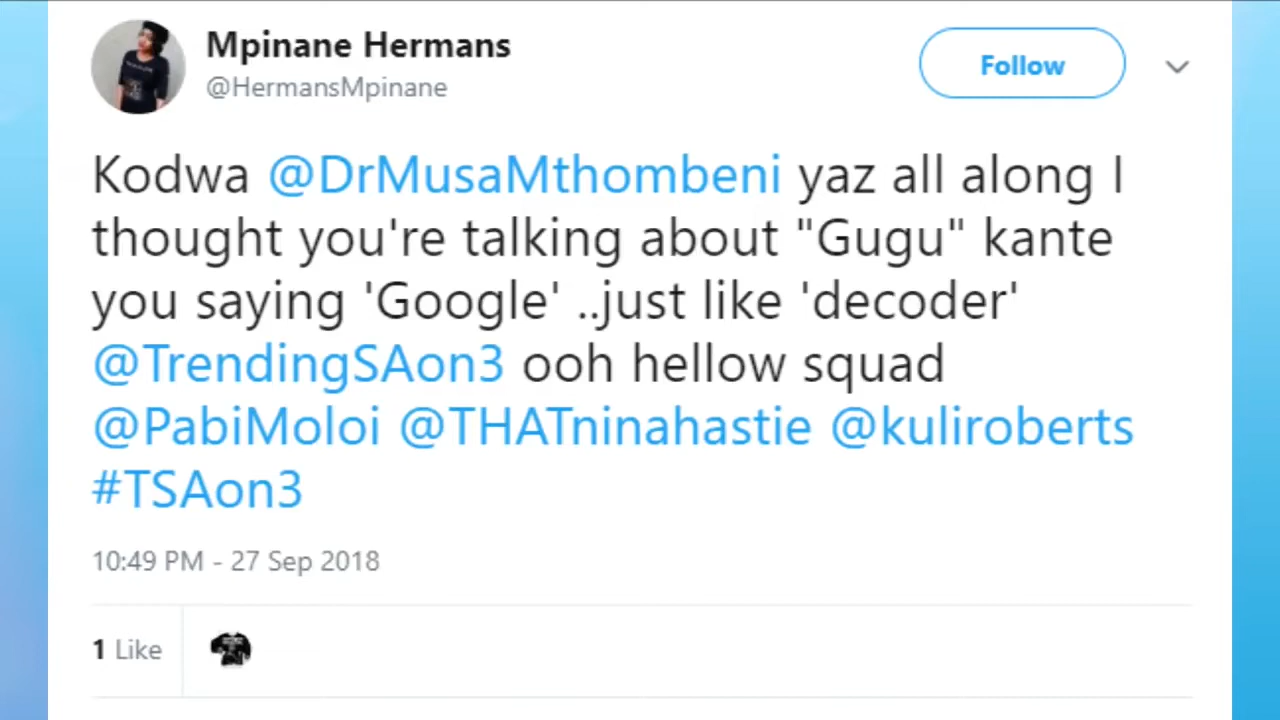 Mpinane Hermans
@HermansMpinane
Follow
Kodwa @DrMusaMthombeni yaz all along I
thought you're talking about "Gugu" kante
you saying 'Google' ..just like 'decoder'
@TrendingSAon3 ooh hellow squad
@PabiMoloi @THATninahastie @kuliroberts
#TSAon3
10:49 PM - 27 Sep 2018
1 Like